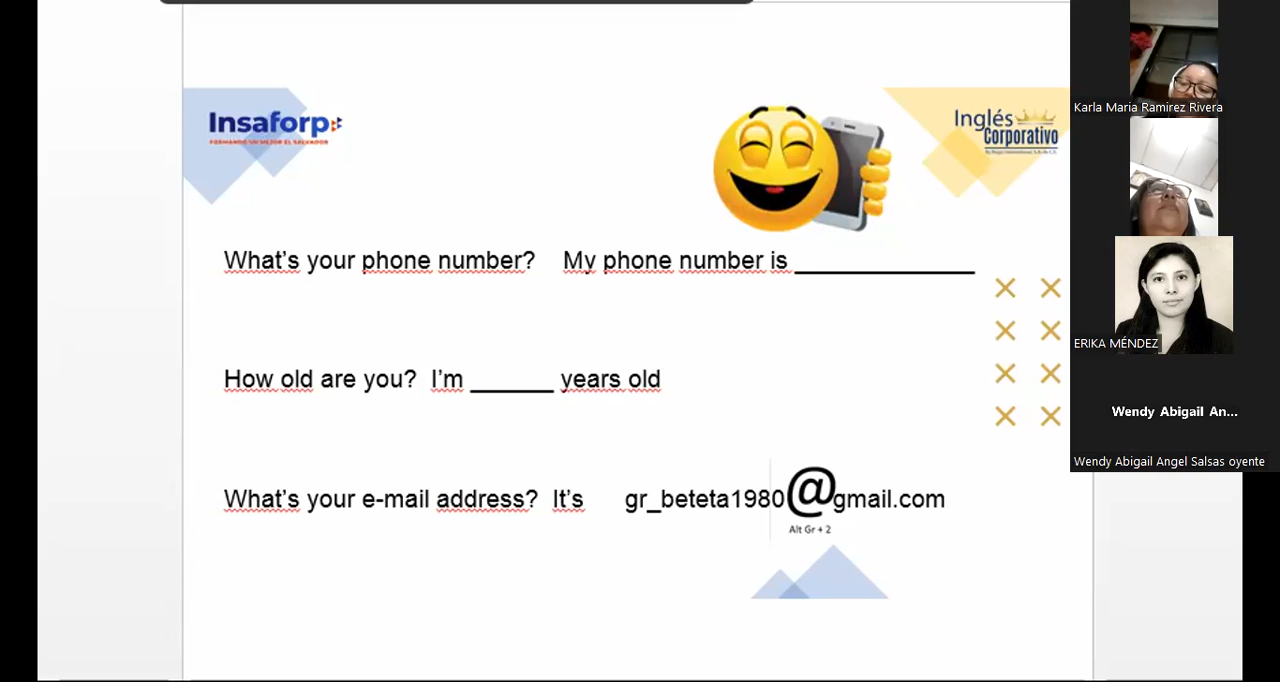 Insaforp
FORMANDO UN MEJOR EL SALVADOR
Inglés
Corporativo
What's your phone number? My phone number is ____________
How old are you? I'm ______ years old
What's your e-mail address? It's gr_beteta1980@gmail.com
Alt Gr + 2
Karla Maria Ramirez Rivera
ERIKA MÉNDEZ
Wendy Abigail An...
Wendy Abigail Angel Salsas oyente